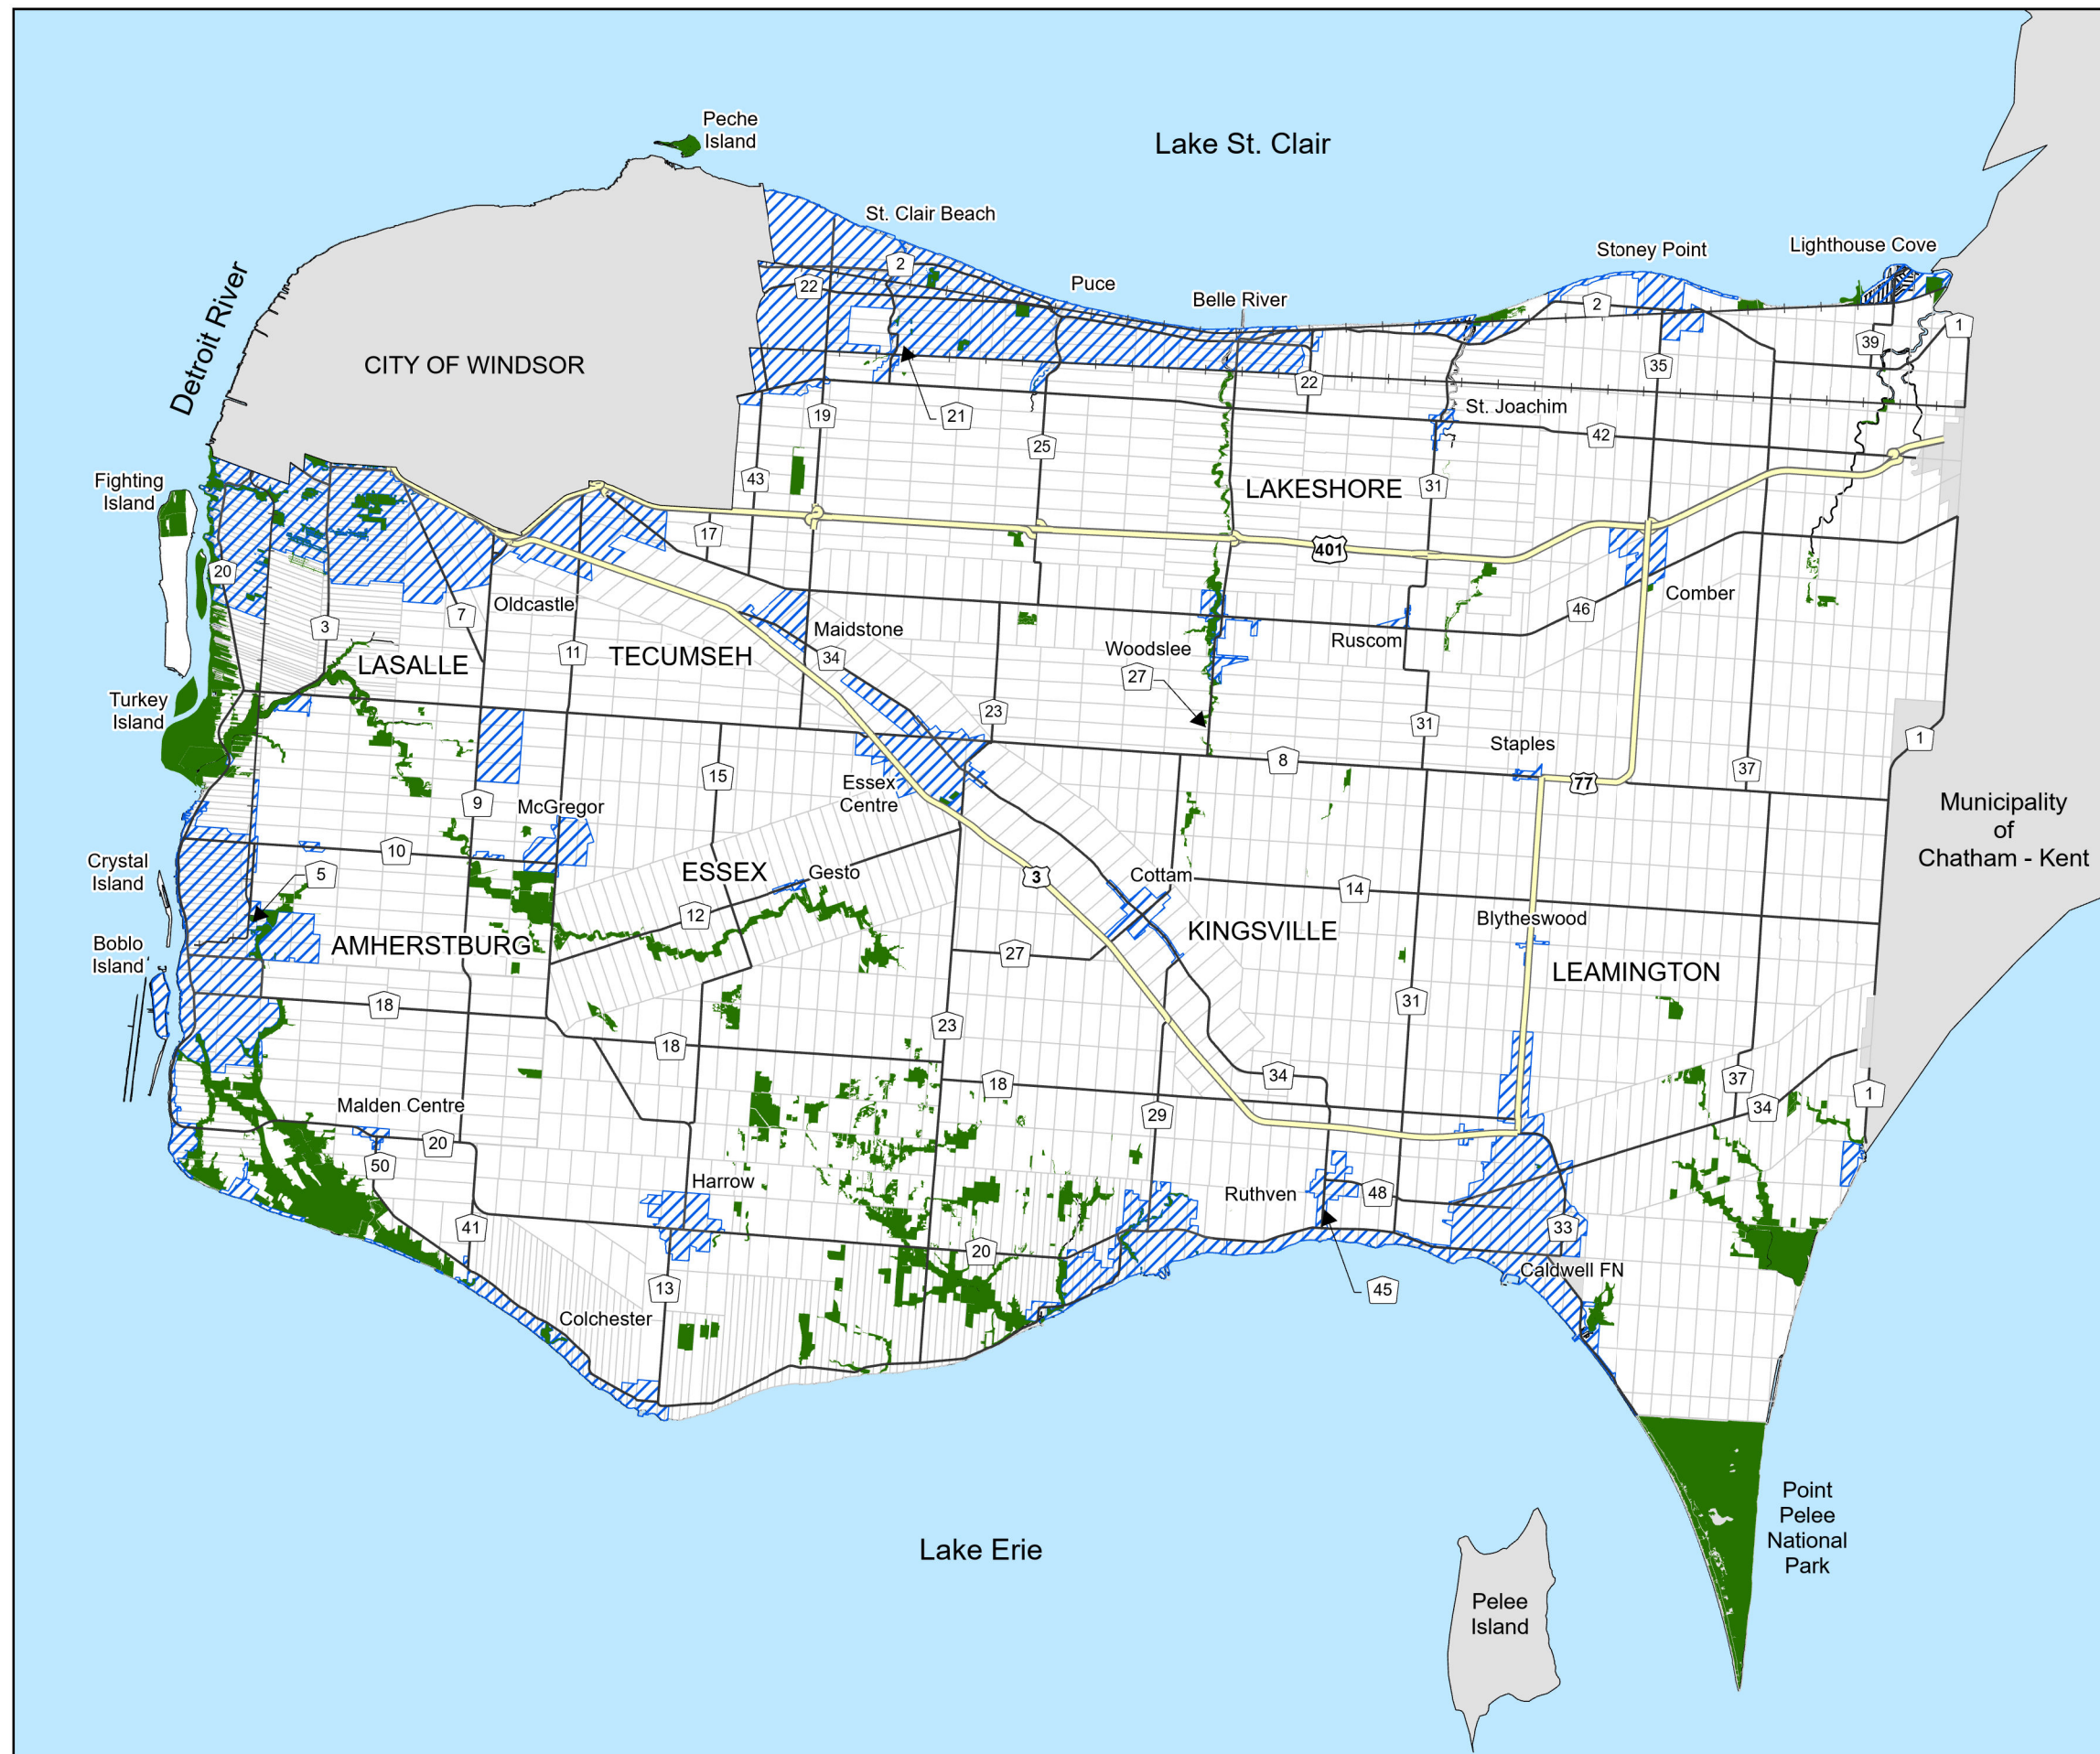 Peche
Island
Lake St. Clair
St. Clair Beach
Stoney Point
Lighthouse Cove
2
22
Puce
Belle River
2
1
39
Detroit River
CITY OF WINDSOR
35
22
St. Joachim
19
21
42
25
Fighting
Island
43
LAKESHORE
31
17
401
20
Oldcastle
7
3
Comber
46
Maidstone
Ruscom
11
TECUMSEH
34
Woodslee
27
LASALLE
Turkey
Island
23
31
Staples
1
8
37
15
77
Essex
Centre
9
McGregor
Municipality
of
Chatham - Kent
10
Crystal
Island
5
ESSEX
Gesto
3
Cottam
14
12
Blytheswood
Boblo
Island
AMHERSTBURG
KINGSVILLE
27
LEAMINGTON
18
31
23
18
34
18
37
1
34
Malden Centre
29
20
50
Harrow
Ruthven
48
41
33
20
Caldwell FN
13
45
Colchester
Lake Erie
Point
Pelee
National
Park
Pelee
Island